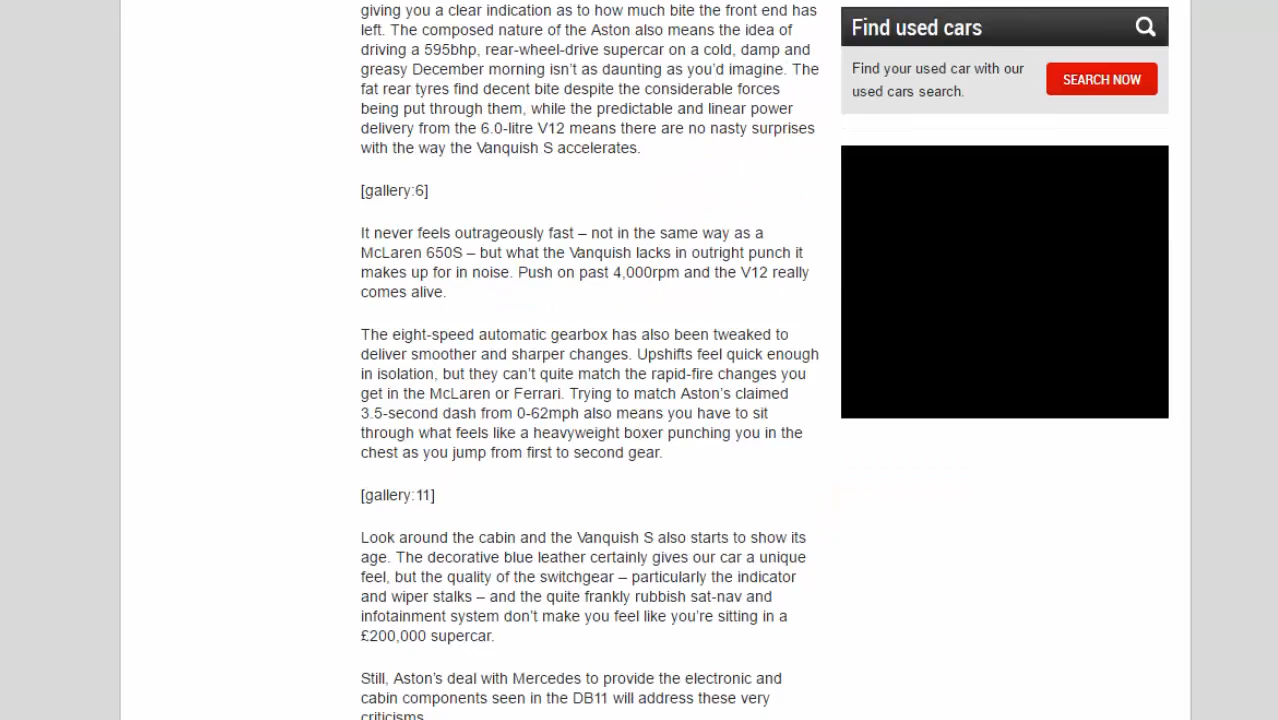 giving you a clear indication as to how much bite the front end has
left. The composed nature of the Aston also means the idea of
driving a 595bhp, rear-wheel-drive supercar on a cold, damp and
greasy December morning isn’t as daunting as you’d imagine. The
fat rear tyres find decent bite despite the considerable forces
being put through them, while the predictable and linear power
delivery from the 6.0-litre V12 means there are no nasty surprises
with the way the Vanquish S accelerates.
[gallery:6]
It never feels outrageously fast – not in the same way as a
McLaren 650S – but what the Vanquish lacks in outright punch it
makes up for in noise. Push on past 4,000rpm and the V12 really
comes alive.
The eight-speed automatic gearbox has also been tweaked to
deliver smoother and sharper changes. Upshifts feel quick enough
in isolation, but they can’t quite match the rapid-fire changes you
get in the McLaren or Ferrari. Trying to match Aston’s claimed
3.5-second dash from 0-62mph also means you have to sit
through what feels like a heavyweight boxer punching you in the
chest as you jump from first to second gear.
[gallery:11]
Look around the cabin and the Vanquish S also starts to show its
age. The decorative blue leather certainly gives our car a unique
feel, but the quality of the switchgear – particularly the indicator
and wiper stalks – and the quite frankly rubbish sat-nav and
infotainment system don’t make you feel like you’re sitting in a
£200,000 supercar.
Still, Aston’s deal with Mercedes to provide the electronic and
cabin components seen in the DB11 will address these very
criticisms.
Find used cars
Find your used car with our
used cars search.
SEARCH NOW